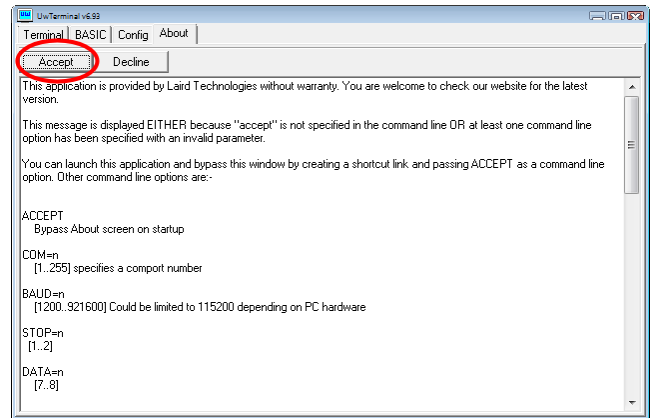 Uw UwTerminal v6.93
Terminal BASIC Config About
Accept Decline
This application is provided by Laird Technologies without warranty. You are welcome to check our website for the latest
version.
This message is displayed EITHER because "accept" is not specified in the command line OR at least one command line
option has been specified with an invalid parameter.
You can launch this application and bypass this window by creating a shortcut link and passing ACCEPT as a command line
option. Other command line options are:-
ACCEPT
Bypass About screen on startup
COM=n
[1..255] specifies a comport number
BAUD=n
[1200..921600] Could be limited to 115200 depending on PC hardware
STOP=n
[1..2]
DATA=n
[7..8]